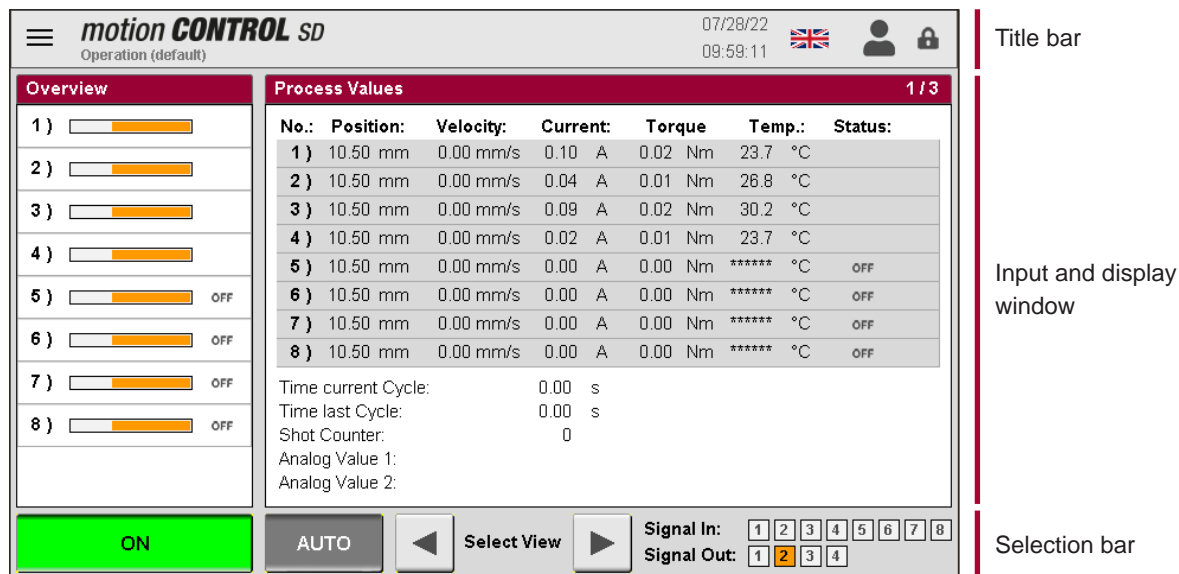 motion CONTROL SD
Operation (default)
07/28/22
09:59:11
Title bar
Overview
1 )
2 )
3 )
4 )
5 ) OFF
6 ) OFF
7 ) OFF
8 ) OFF
Process Values 1 / 3
No.: Position: Velocity: Current: Torque Temp.: Status:
1 ) 10.50 mm 0.00 mm/s 0.10 A 0.02 Nm 23.7 °C
2 ) 10.50 mm 0.00 mm/s 0.04 A 0.01 Nm 26.8 °C
3 ) 10.50 mm 0.00 mm/s 0.09 A 0.02 Nm 30.2 °C
4 ) 10.50 mm 0.00 mm/s 0.02 A 0.01 Nm 23.7 °C
5 ) 10.50 mm 0.00 mm/s 0.00 A 0.00 Nm ****** °C OFF
6 ) 10.50 mm 0.00 mm/s 0.00 A 0.00 Nm ****** °C OFF
7 ) 10.50 mm 0.00 mm/s 0.00 A 0.00 Nm ****** °C OFF
8 ) 10.50 mm 0.00 mm/s 0.00 A 0.00 Nm ****** °C OFF
Time current Cycle: 0.00 s
Time last Cycle: 0.00 s
Shot Counter: 0
Analog Value 1:
Analog Value 2:
Input and display
window
ON
AUTO
Select View
Signal In: 1 2 3 4 5 6 7 8
Signal Out: 1 2 3 4
Selection bar